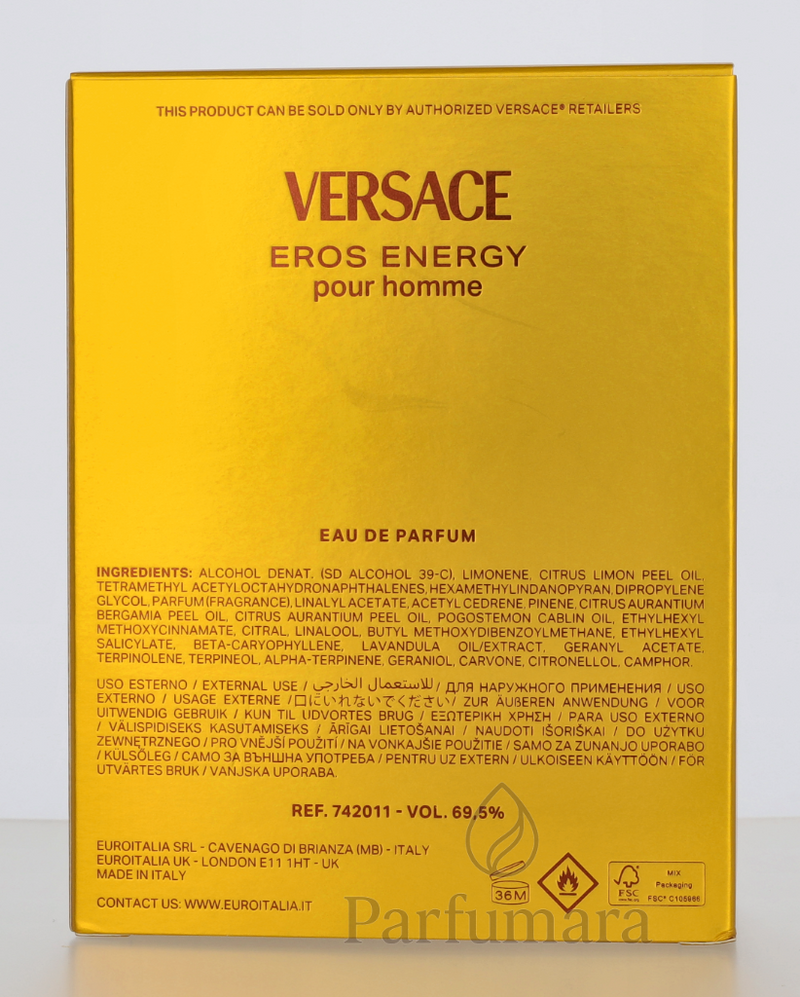 THIS PRODUCT CAN BE SOLD ONLY BY AUTHORIZED VERSACE® RETAILERS
VERSACE
EROS ENERGY
pour homme
EAU DE PARFUM
INGREDIENTS: ALCOHOL DENAT. (SD ALCOHOL 39-C), LIMONENE, CITRUS LIMON PEEL OIL,
TETRAMETHYL ACETYLOCTAHYDRONAPHTHALENES, HEXAMETHYLINDANOPYRAN, DIPROPYLENE
GLYCOL, PARFUM (FRAGRANCE), LINALYL ACETATE, ACETYL CEDRENE, PINENE, CITRUS AURANTIUM
BERGAMIA PEEL OIL, CITRUS AURANTIUM PEEL OIL, POGOSTEMON CABLIN OIL, ETHYLHEXYL
METHOXYCINNAMATE, CITRAL, LINALOOL, BUTYL METHOXYDIBENZOYLMETHANE, ETHYLHEXYL
SALICYLATE, BETA-CARYOPHYLLENE, LAVANDULA OIL/EXTRACT, GERANYL ACETATE,
TERPINOLENE, TERPINEOL, ALPHA-TERPINENE, GERANIOL, CARVONE, CITRONELLOL, CAMPHOR.
USO ESTERNO / EXTERNAL USE / للاستعمال الخارجي / ДЛЯ НАРУЖНОГО ПРИМЕНЕНИЯ / USO
EXTERNO / USAGE EXTERNE /口にいれないでください/ ZUR ÄUßEREN ANWENDUNG / VOOR
UITWENDIG GEBRUIK / KUN TIL UDVORTES BRUG / ΕΞΩΤΕΡΙΚΗ ΧΡΗΣΗ / PARA USO EXTERNO
/ VÄLISPIDISEKS KASUTAMISEKS / ĀRĪGAI LIETOŠANAI / NAUDOTI IŠORIŠKAI / DO UŻYTKU
ZEWNĘTRZNEGO / PRO VNĚJŠÍ POUŽITÍ / NA VONKAJŠIE POUŽITIE / SAMO ZA ZUNANJO UPORABO
/ KÜLSŐLEG / САМО ЗА ВЪНШНА УПОТРЕБА / PENTRU UZ EXTERN / ULKOISEEN KÄYTTÖÖN / FÖR
UTVÄRTES BRUK / VANJSKA UPORABA.
REF. 742011 - VOL. 69,5%
EUROITALIA SRL - CAVENAGO DI BRIANZA (MB) - ITALY
EUROITALIA UK - LONDON E11 1HT - UK
MADE IN ITALY
CONTACT US: WWW.EUROITALIA.IT
36M
FSC
MIX
Packaging
FSC® C105966
Parfumara